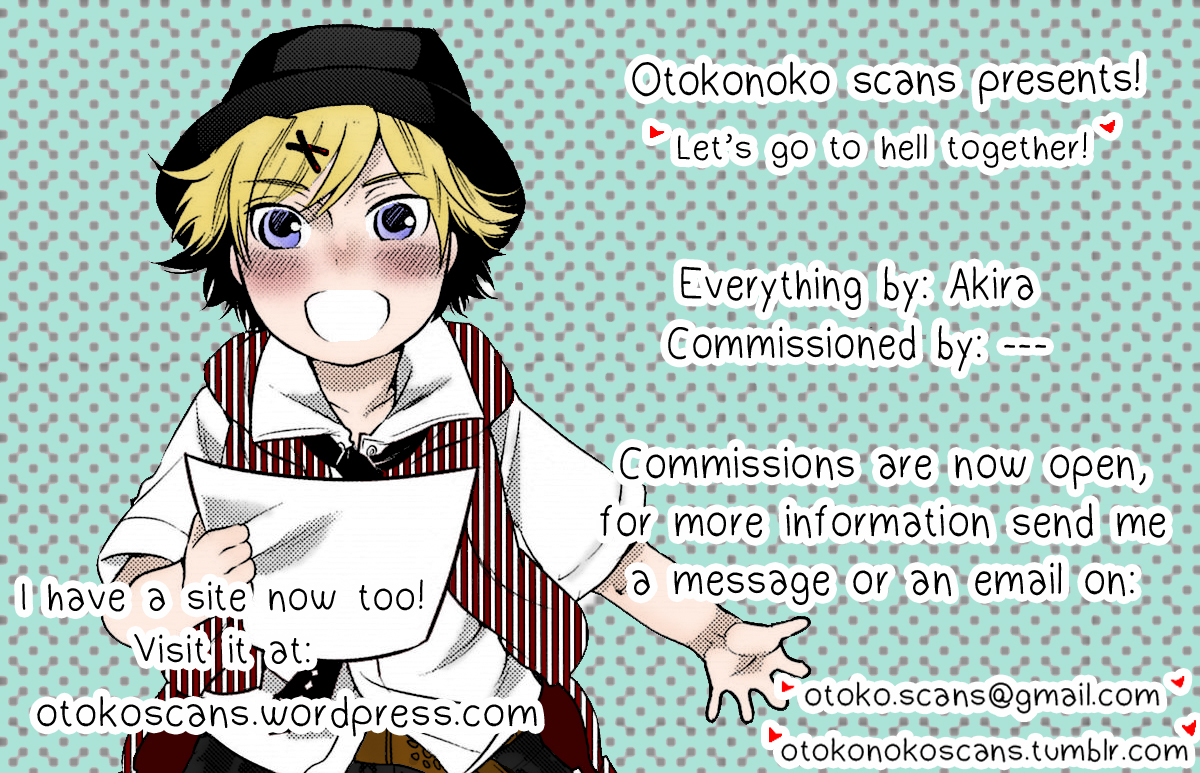 Otokonoko scans presents!
Let's go to hell together!
Everything by: Akira
Commissioned by: ---
Commissions are now open,
for more information send me
a message or an email on:
otoko.scans@gmail.com
otokonokoscans.tumblr.com
I have a site now too!
Visit it at:
otokoscans.wordpress.com